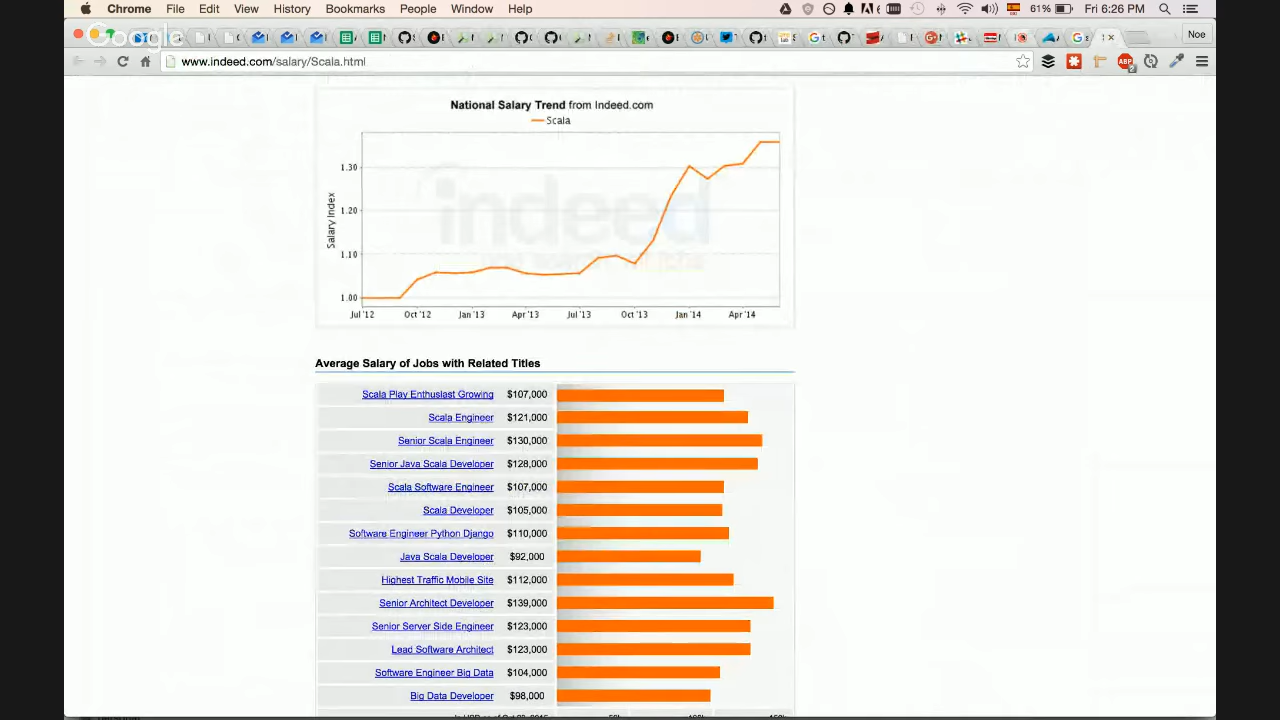 Chrome File Edit View History Bookmarks People Window Help 61% Fri 6:26 PM
Google
Noe
www.indeed.com/salary/Scala.html
ABP
National Salary Trend from Indeed.com
Scala
indeed
Salary Index
1.30
1.20
1.10
1.00
Jul '12 Oct '12 Jan '13 Apr '13 Jul '13 Oct '13 Jan '14 Apr '14
Average Salary of Jobs with Related Titles
Scala Play Enthusiast Growing $107,000
Scala Engineer $121,000
Senior Scala Engineer $130,000
Senior Java Scala Developer $128,000
Scala Software Engineer $107,000
Scala Developer $105,000
Software Engineer Python Django $110,000
Java Scala Developer $92,000
Highest Traffic Mobile Site $112,000
Senior Architect Developer $139,000
Senior Server Side Engineer $123,000
Lead Software Architect $123,000
Software Engineer Big Data $104,000
Big Data Developer $98,000